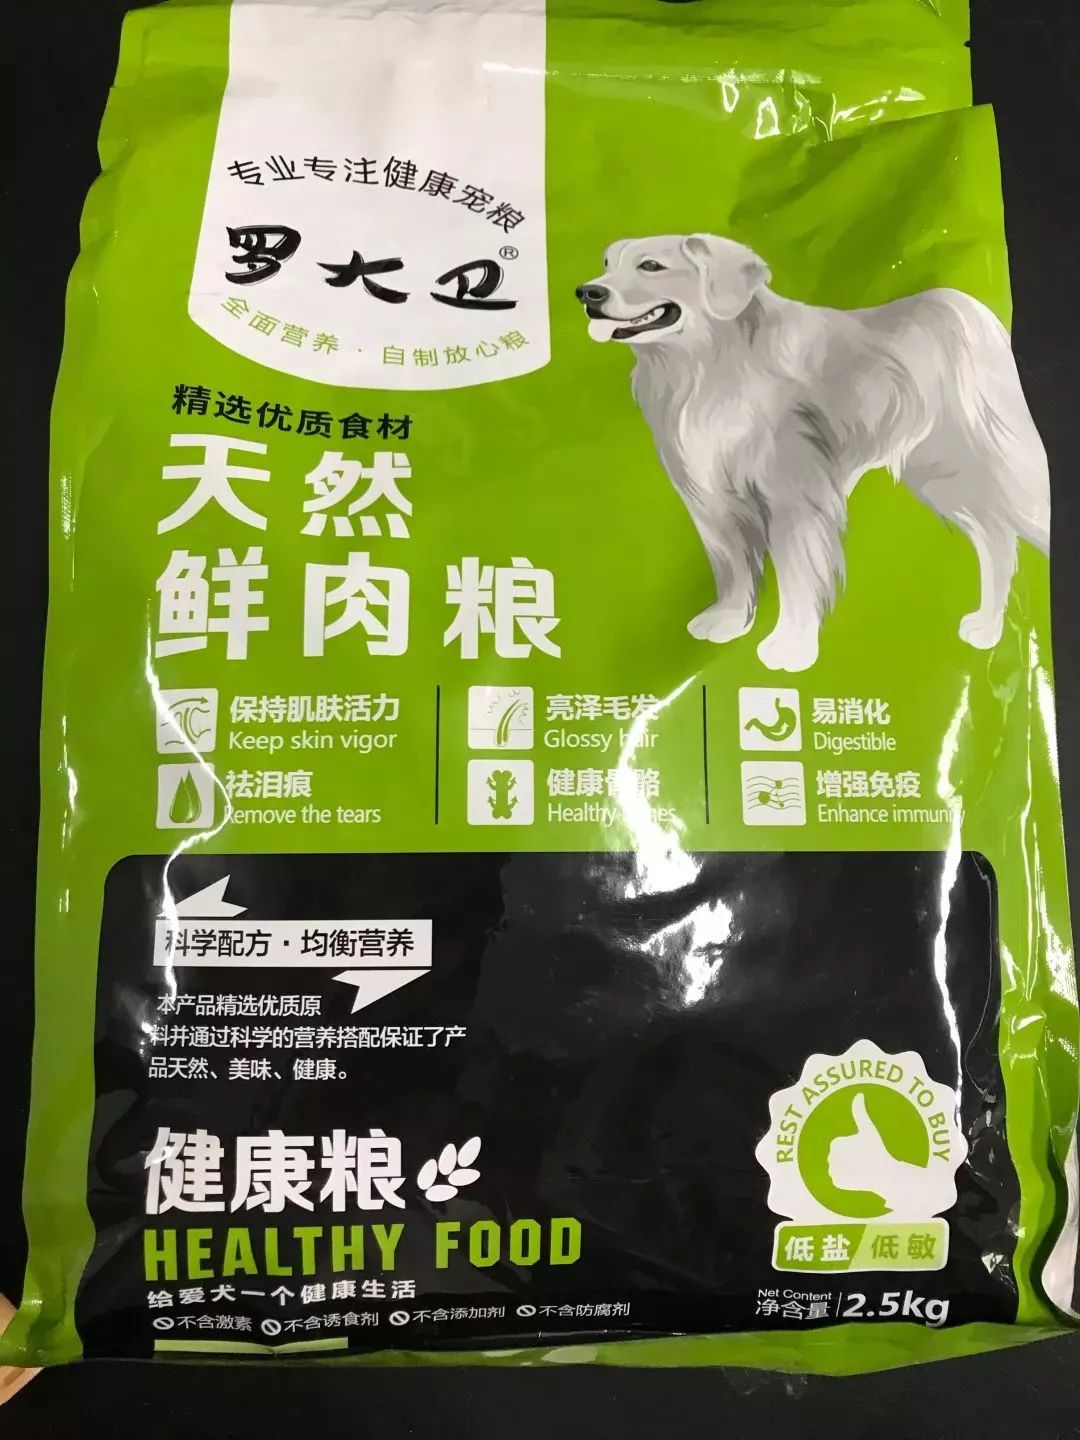 专业专注健康宠粮
罗大卫®
全面营养·自制放心粮
精选优质食材
天然
鲜肉粮
保持肌肤活力
Keep skin vigor
亮泽毛发
Glossy hair
易消化
Digestible
祛泪痕
Remove the tears
健康骨骼
Healthy bones
增强免疫
Enhance immunity
科学配方·均衡营养
本产品精选优质原
料并通过科学的营养搭配保证了产
品天然、美味、健康。
REST ASSURED TO BUY
低盐 低敏
健康粮
HEALTHY FOOD
给爱犬一个健康生活
不含激素 不含诱食剂 不含添加剂 不含防腐剂
Net Content
净含量 2.5kg